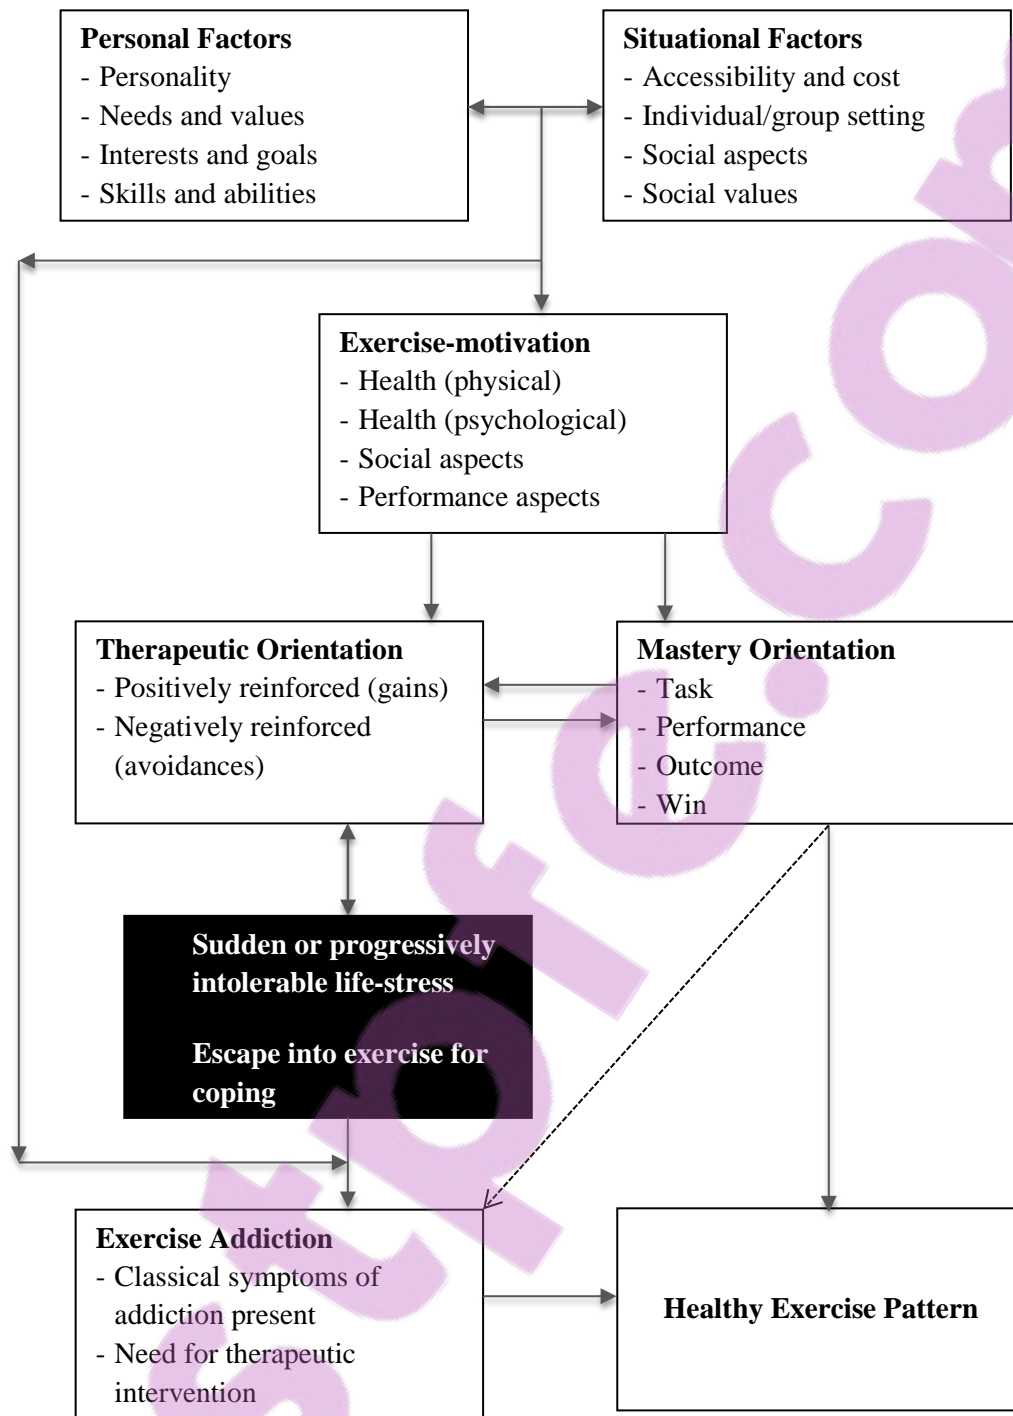 Personal Factors
- Personality
- Needs and values
- Interests and goals
- Skills and abilities
Situational Factors
- Accessibility and cost
- Individual/group setting
- Social aspects
- Social values
Exercise-motivation
- Health (physical)
- Health (psychological)
- Social aspects
- Performance aspects
Therapeutic Orientation
- Positively reinforced (gains)
- Negatively reinforced
(avoidances)
Mastery Orientation
- Task
- Performance
- Outcome
- Win
Sudden or progressively
intolerable life-stress
Escape into exercise for
coping
Exercise Addiction
- Classical symptoms of
addiction present
- Need for therapeutic
intervention
Healthy Exercise Pattern
stpfe.com